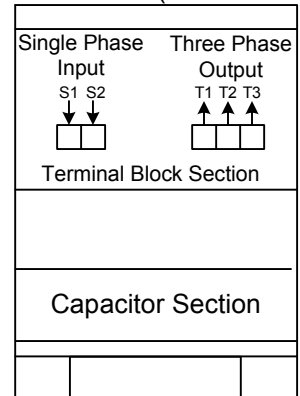 Single Phase Input
S1 S2
Three Phase Output
T1 T2 T3
Terminal Block Section
Capacitor Section